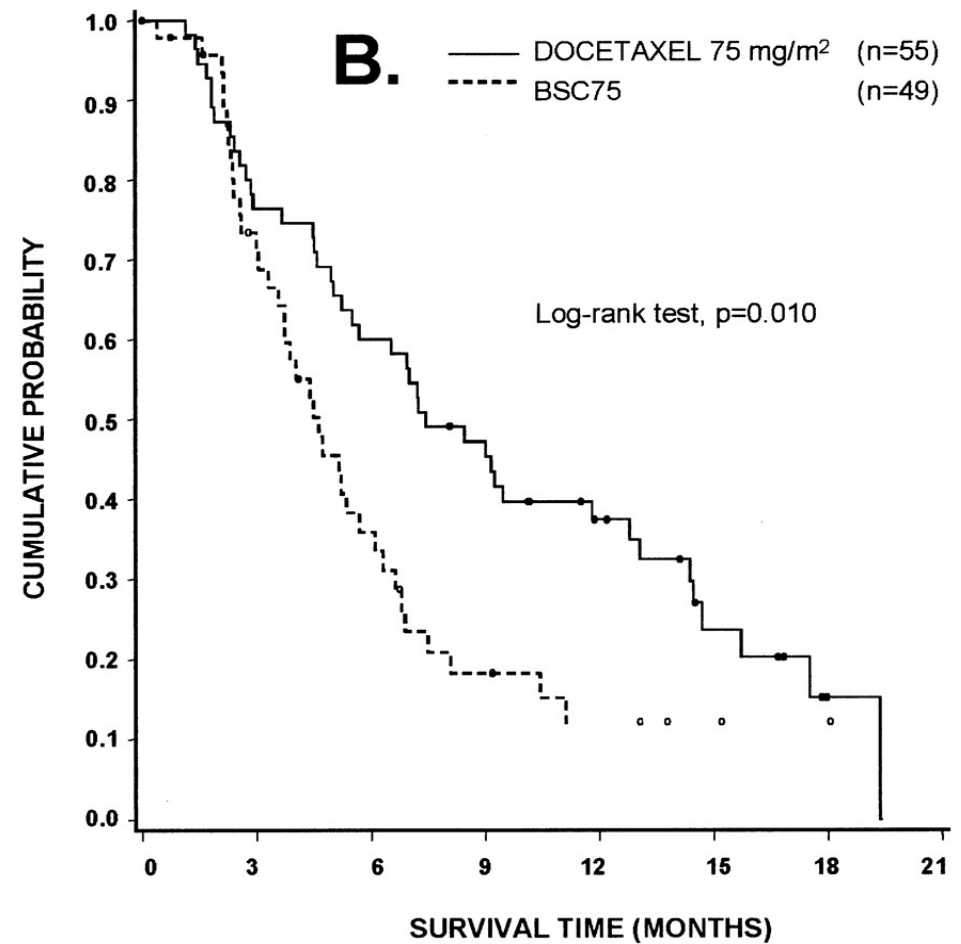 B.
DOCETAXEL 75 mg/m² (n=55)
BSC75 (n=49)
Log-rank test, p=0.010
CUMULATIVE PROBABILITY
1.0
0.9
0.8
0.7
0.6
0.5
0.4
0.3
0.2
0.1
0.0
0 3 6 9 12 15 18 21
SURVIVAL TIME (MONTHS)